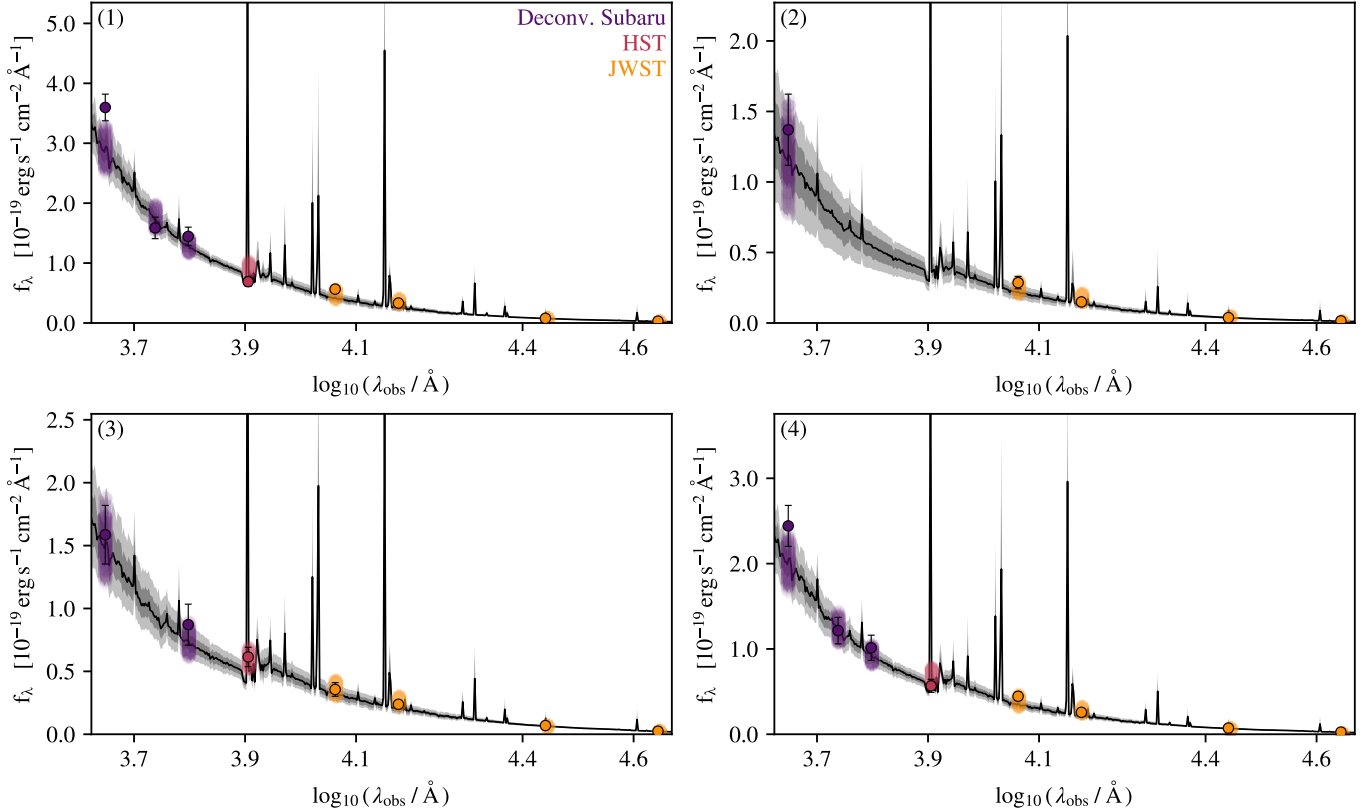 (1)
Deconv. Subaru
HST
JWST
5.0
4.0
3.0
2.0
1.0
0.0
f_λ [10⁻¹⁹ erg s⁻¹ cm⁻² Å⁻¹]
3.7 3.9 4.1 4.4 4.6
log₁₀ (λ_obs / Å)
(2)
2.0
1.5
1.0
0.5
0.0
f_λ [10⁻¹⁹ erg s⁻¹ cm⁻² Å⁻¹]
3.7 3.9 4.1 4.4 4.6
log₁₀ (λ_obs / Å)
(3)
2.5
2.0
1.5
1.0
0.5
0.0
f_λ [10⁻¹⁹ erg s⁻¹ cm⁻² Å⁻¹]
3.7 3.9 4.1 4.4 4.6
log₁₀ (λ_obs / Å)
(4)
3.0
2.0
1.0
0.0
f_λ [10⁻¹⁹ erg s⁻¹ cm⁻² Å⁻¹]
3.7 3.9 4.1 4.4 4.6
log₁₀ (λ_obs / Å)